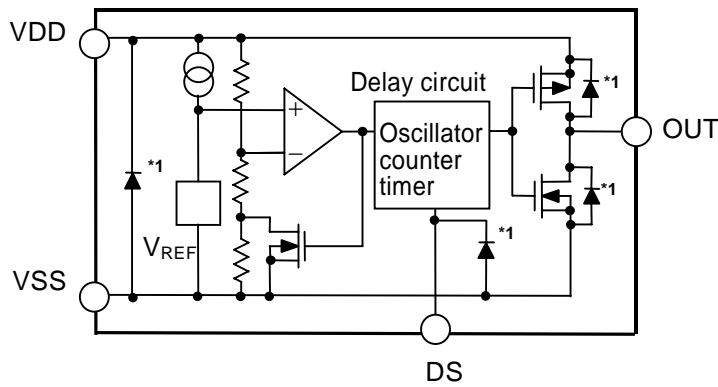 VDD
Delay circuit
*1
+
Oscillator
counter
timer
OUT
−
*1
*1
VREF
*1
VSS
DS